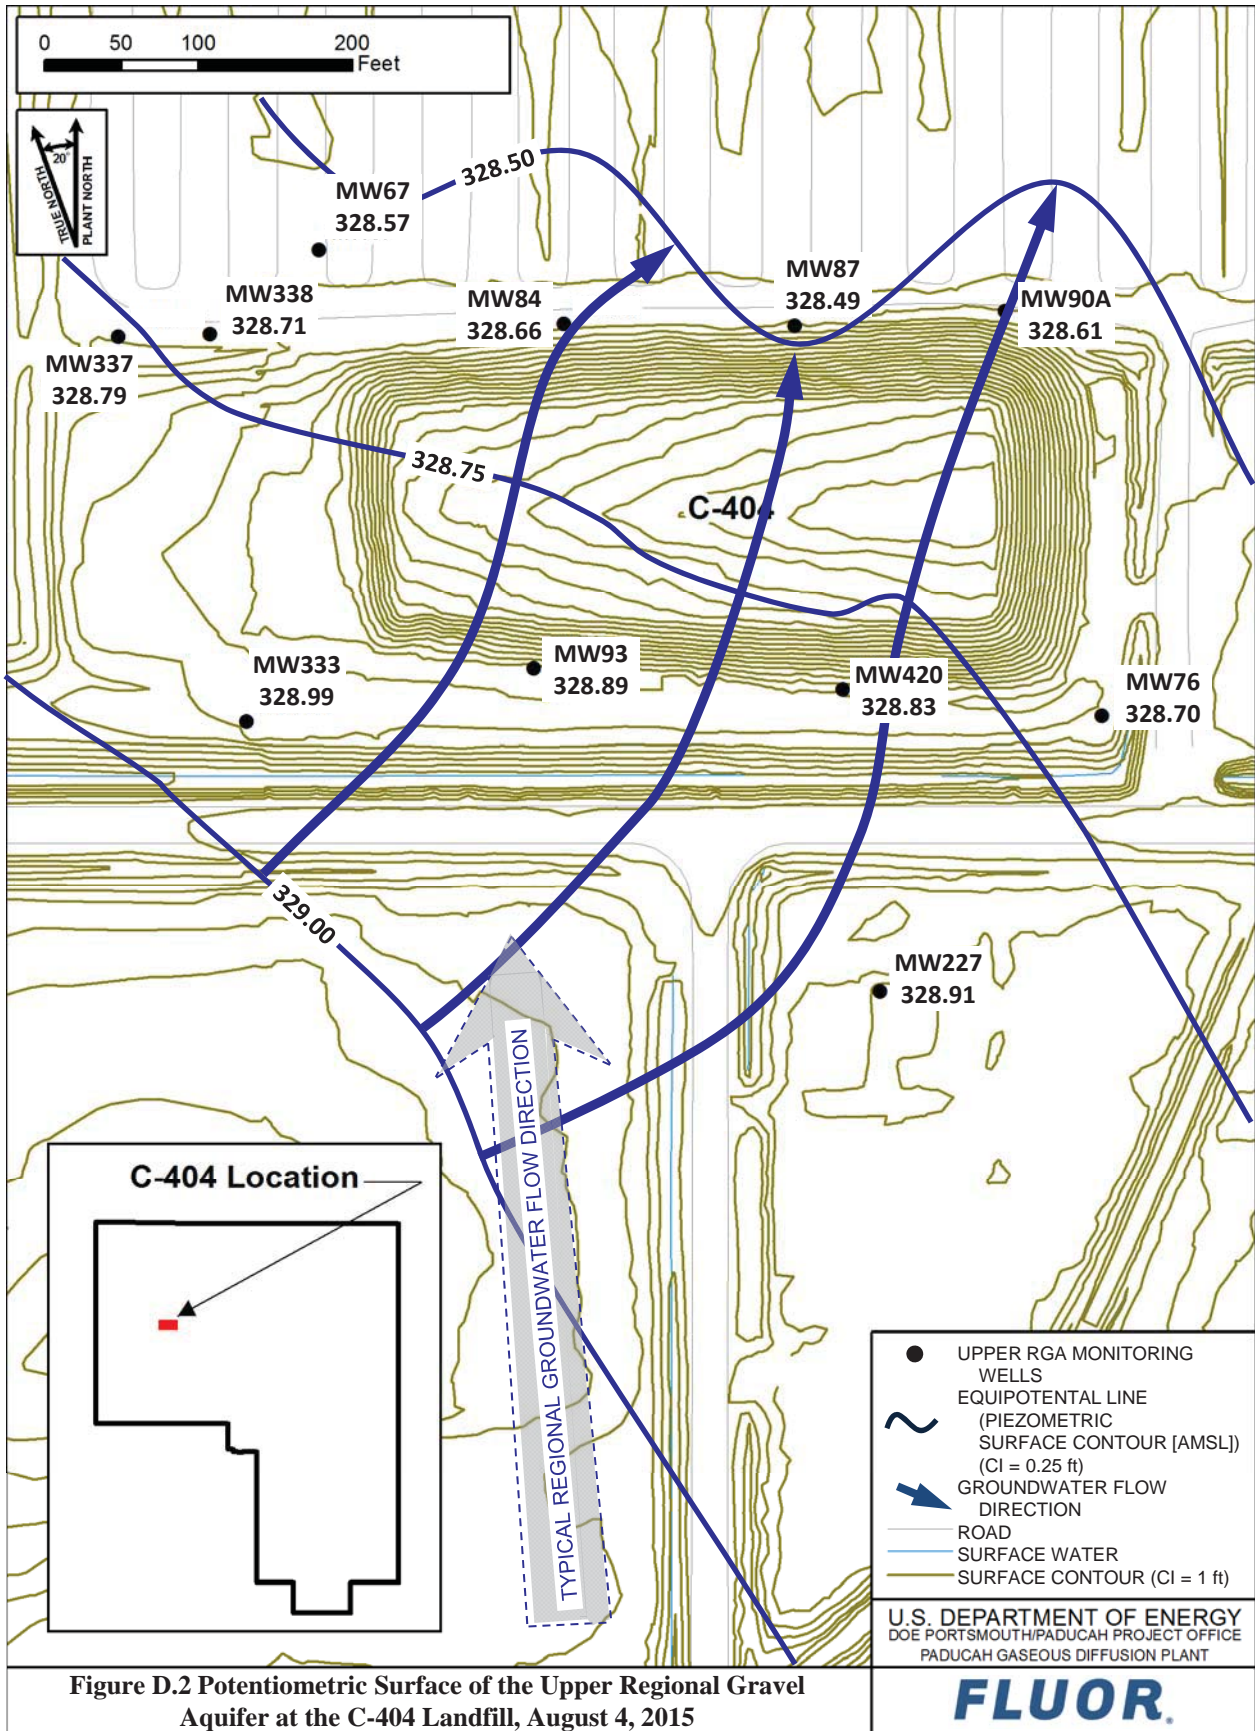 0 50 100 200
Feet
20°
TRUE NORTH
PLANT NORTH
328.50
MW67
328.57
MW338
328.71
MW84
328.66
MW87
328.49
MW90A
328.61
MW337
328.79
328.75
C-404
MW333
328.99
MW93
328.89
MW420
328.83
MW76
328.70
329.00
MW227
328.91
TYPICAL REGIONAL GROUNDWATER FLOW DIRECTION
C-404 Location
UPPER RGA MONITORING
WELLS
EQUIPOTENTAL LINE
(PIEZOMETRIC
SURFACE CONTOUR [AMSL])
(CI = 0.25 ft)
GROUNDWATER FLOW
DIRECTION
ROAD
SURFACE WATER
SURFACE CONTOUR (CI = 1 ft)
U.S. DEPARTMENT OF ENERGY
DOE PORTSMOUTH/PADUCAH PROJECT OFFICE
PADUCAH GASEOUS DIFFUSION PLANT
Figure D.2 Potentiometric Surface of the Upper Regional Gravel
Aquifer at the C-404 Landfill, August 4, 2015
FLUOR.